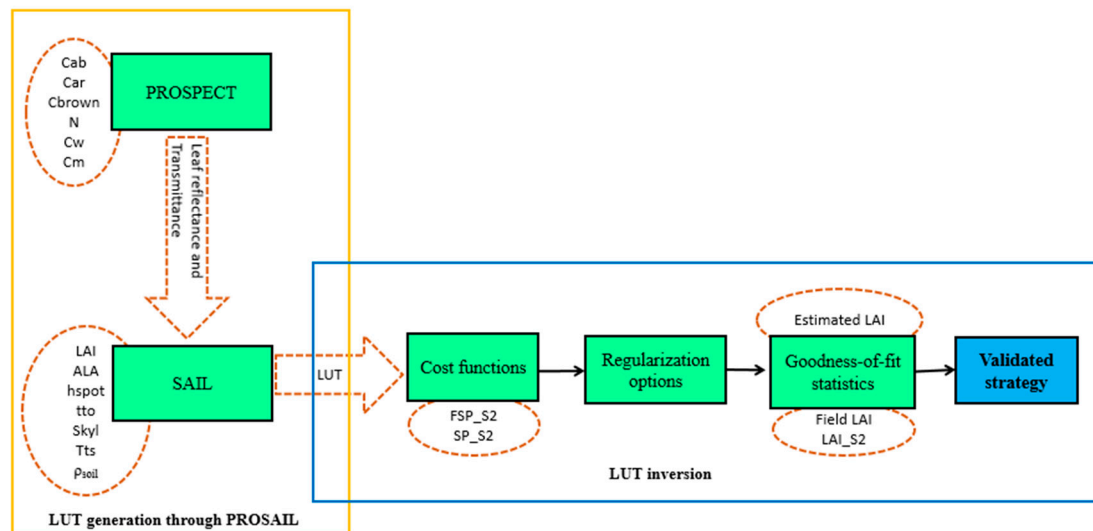 Cab
Car
Cbrown
N
Cw
Cm
PROSPECT
Leaf reflectance and
Transmittance
LAI
ALA
hspot
tto
Skyl
Tts
ρsoil
SAIL
LUT
Cost functions
FSP_S2
SP_S2
Regularization
options
Estimated LAI
Goodness-of-fit
statistics
Field LAI
LAI_S2
Validated
strategy
LUT inversion
LUT generation through PROSAIL